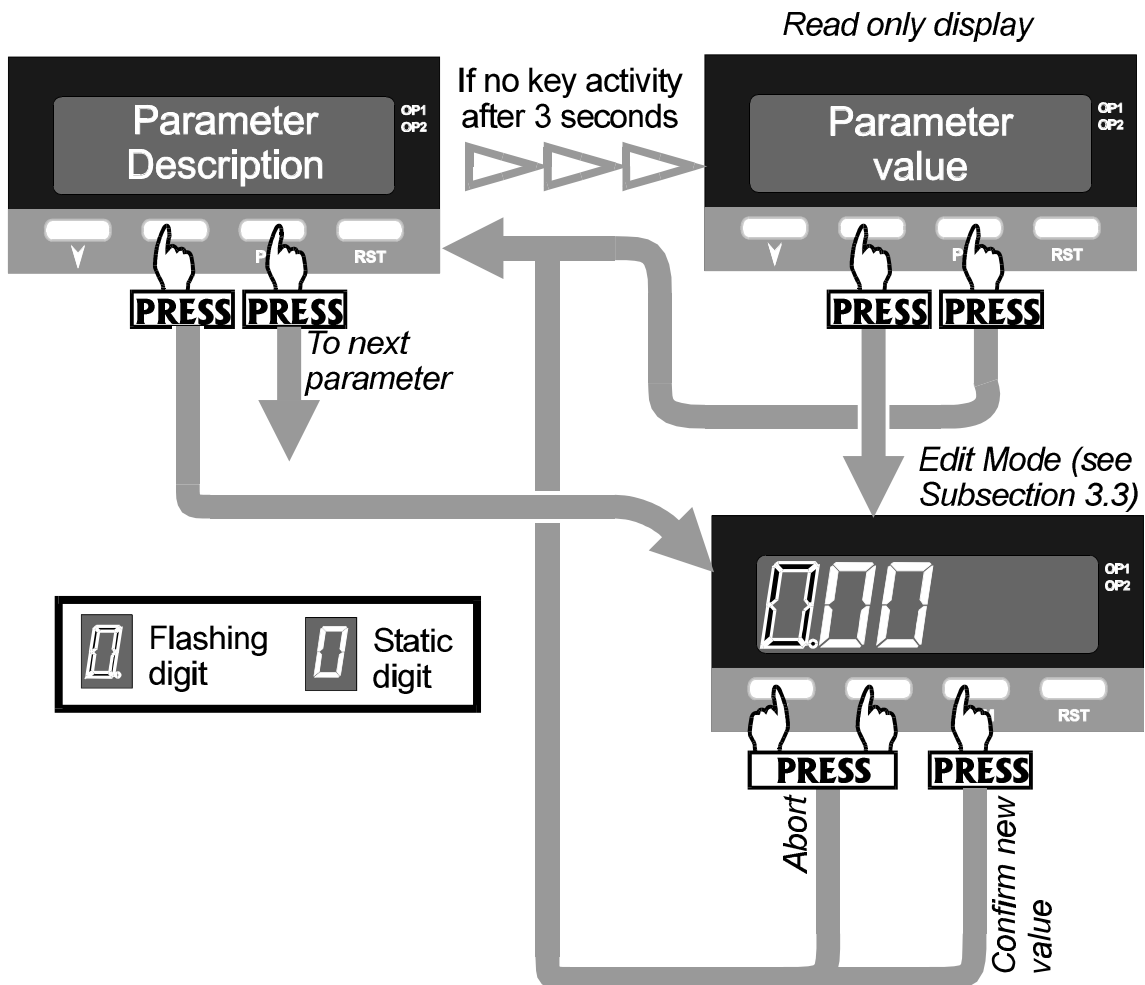 Read only display
Parameter
Description
OP1
OP2
If no key activity
after 3 seconds
Parameter
value
OP1
OP2
RST
RST
PRESS
PRESS
PRESS
PRESS
To next
parameter
Edit Mode (see
Subsection 3.3)
0.00
OP1
OP2
Flashing
digit
Static
digit
RST
PRESS
PRESS
Abort
Confirm new
value